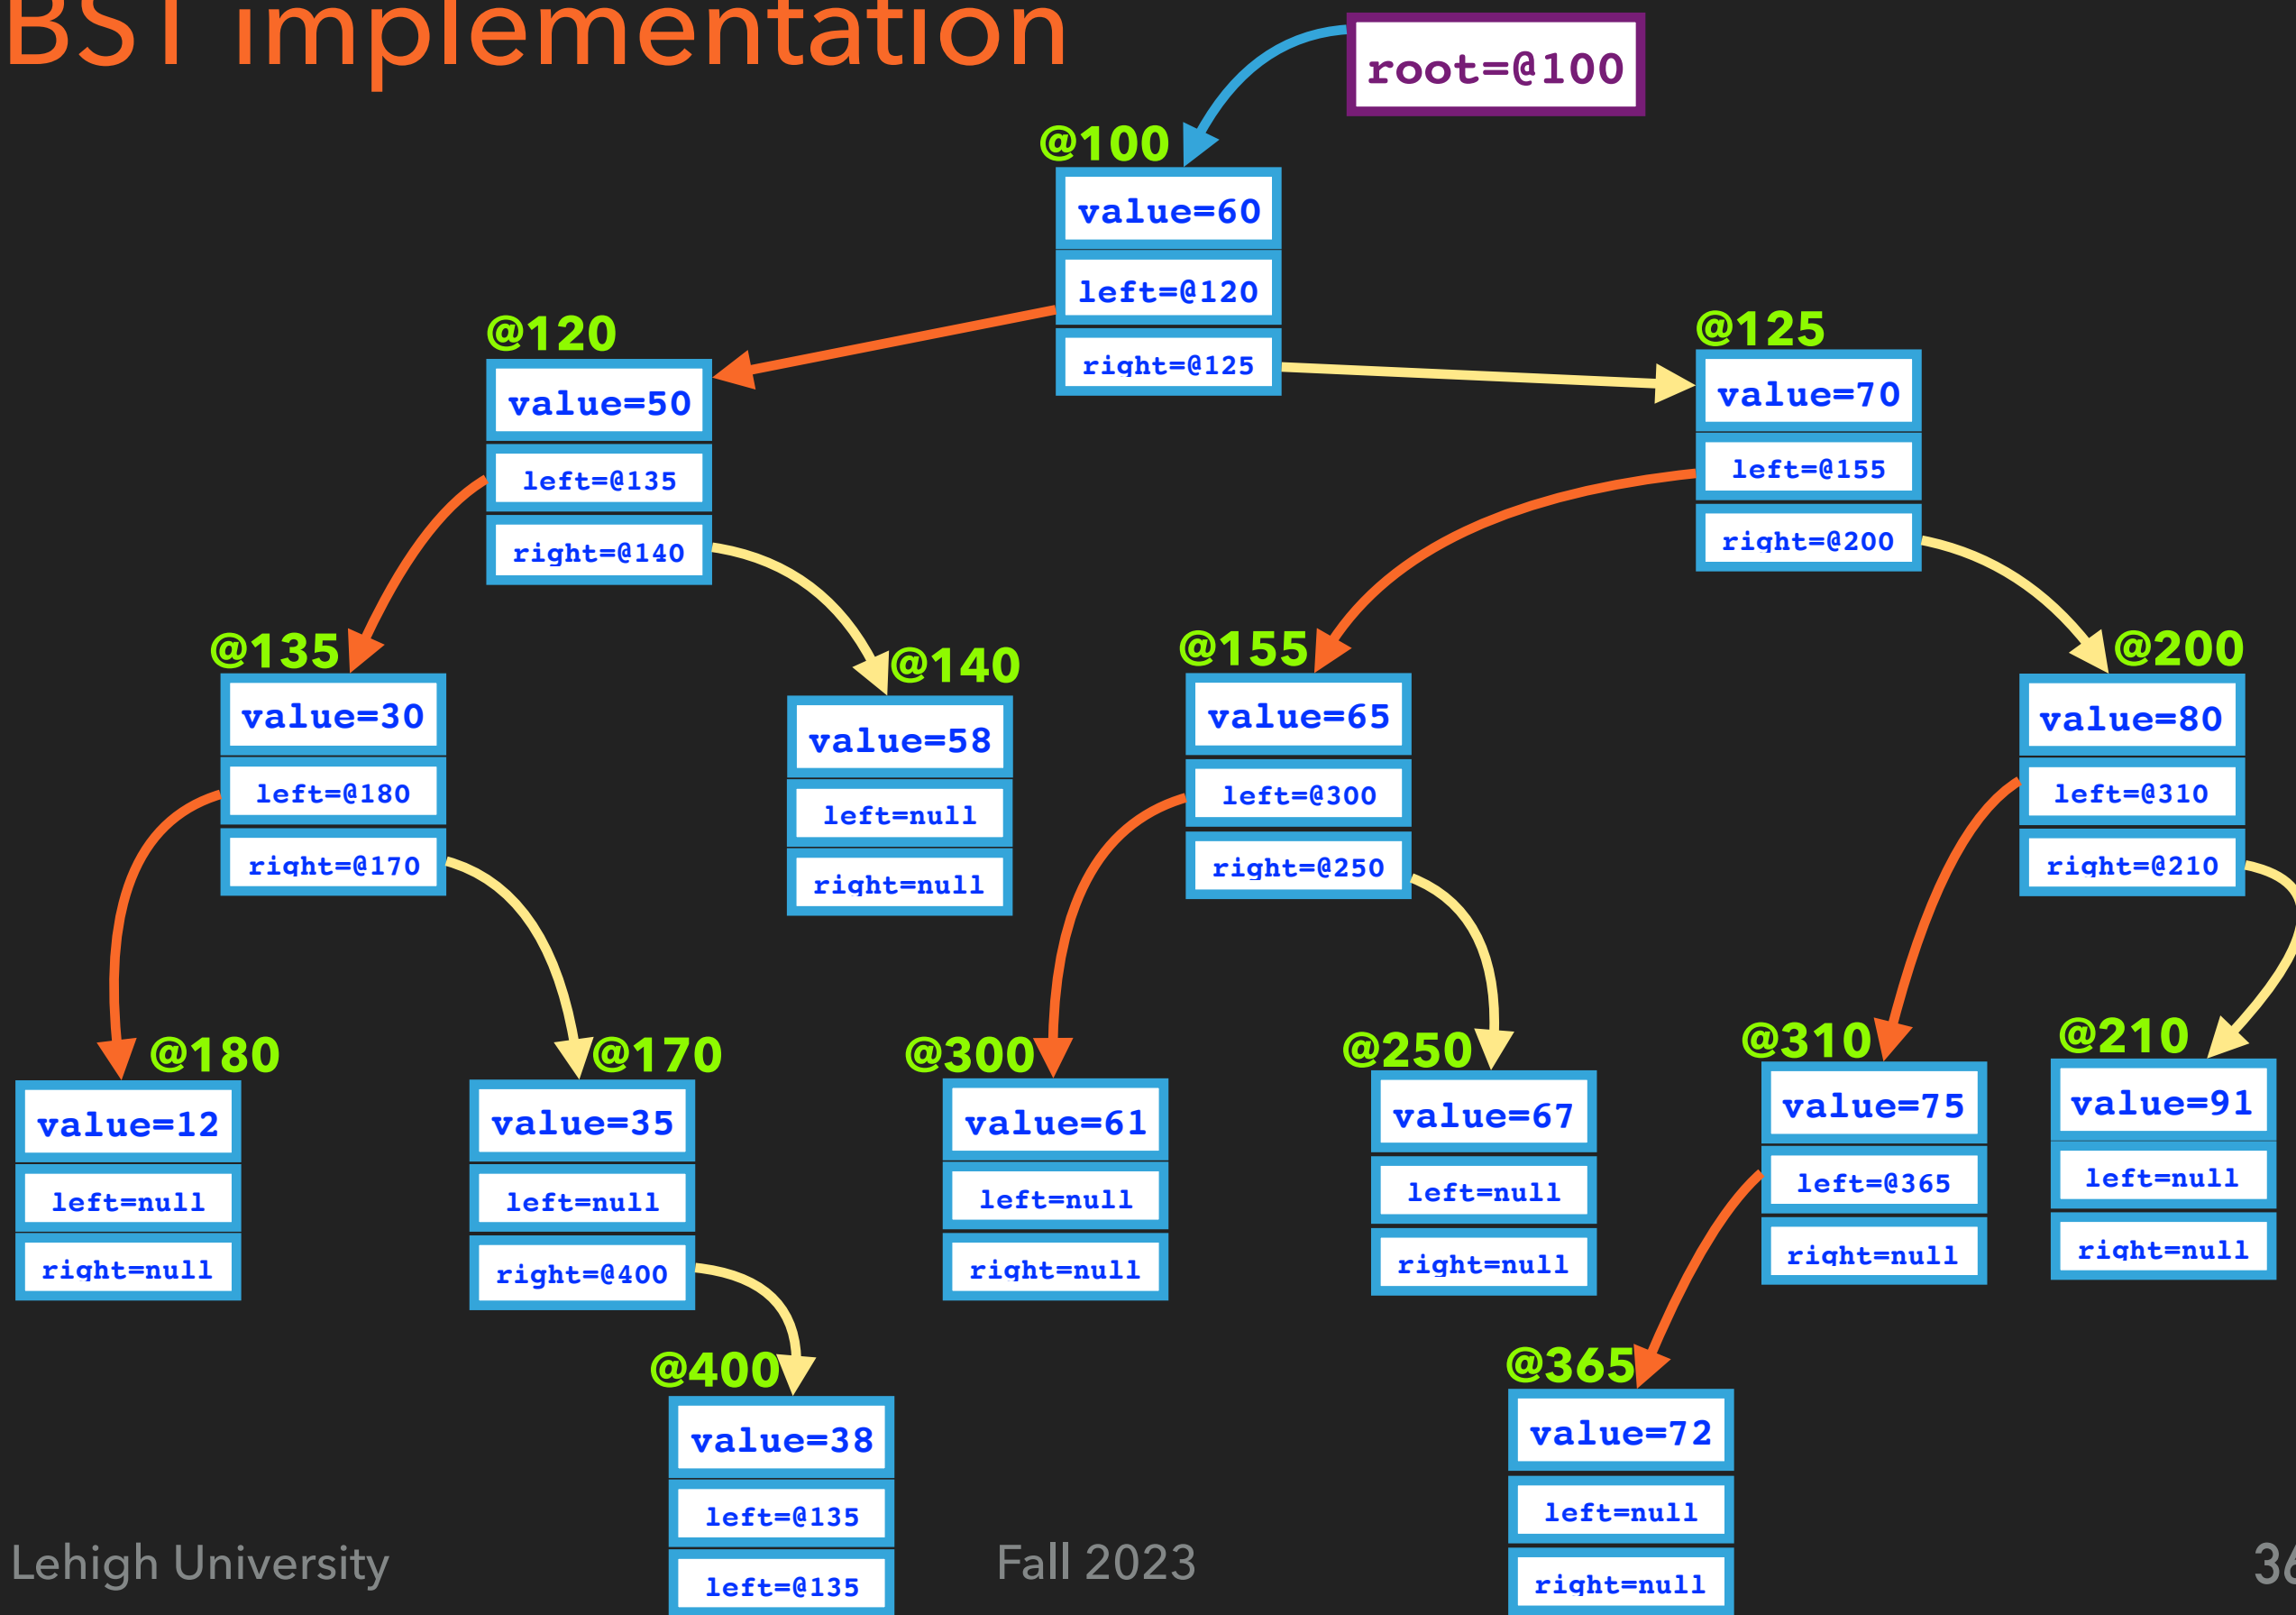 BST implementation
root=@100
@100
value=60
left=@120
right=@125
@120
value=50
left=@135
right=@140
@125
value=70
left=@155
right=@200
@135
value=30
left=@180
right=@170
@140
value=58
left=null
right=null
@155
value=65
left=@300
right=@250
@200
value=80
left=@310
right=@210
@180
value=12
left=null
right=null
@170
value=35
left=null
right=@400
@300
value=61
left=null
right=null
@250
value=67
left=null
right=null
@310
value=75
left=@365
right=null
@210
value=91
left=null
right=null
@400
value=38
left=@135
left=@135
@365
value=72
left=null
right=null
Lehigh University
Fall 2023